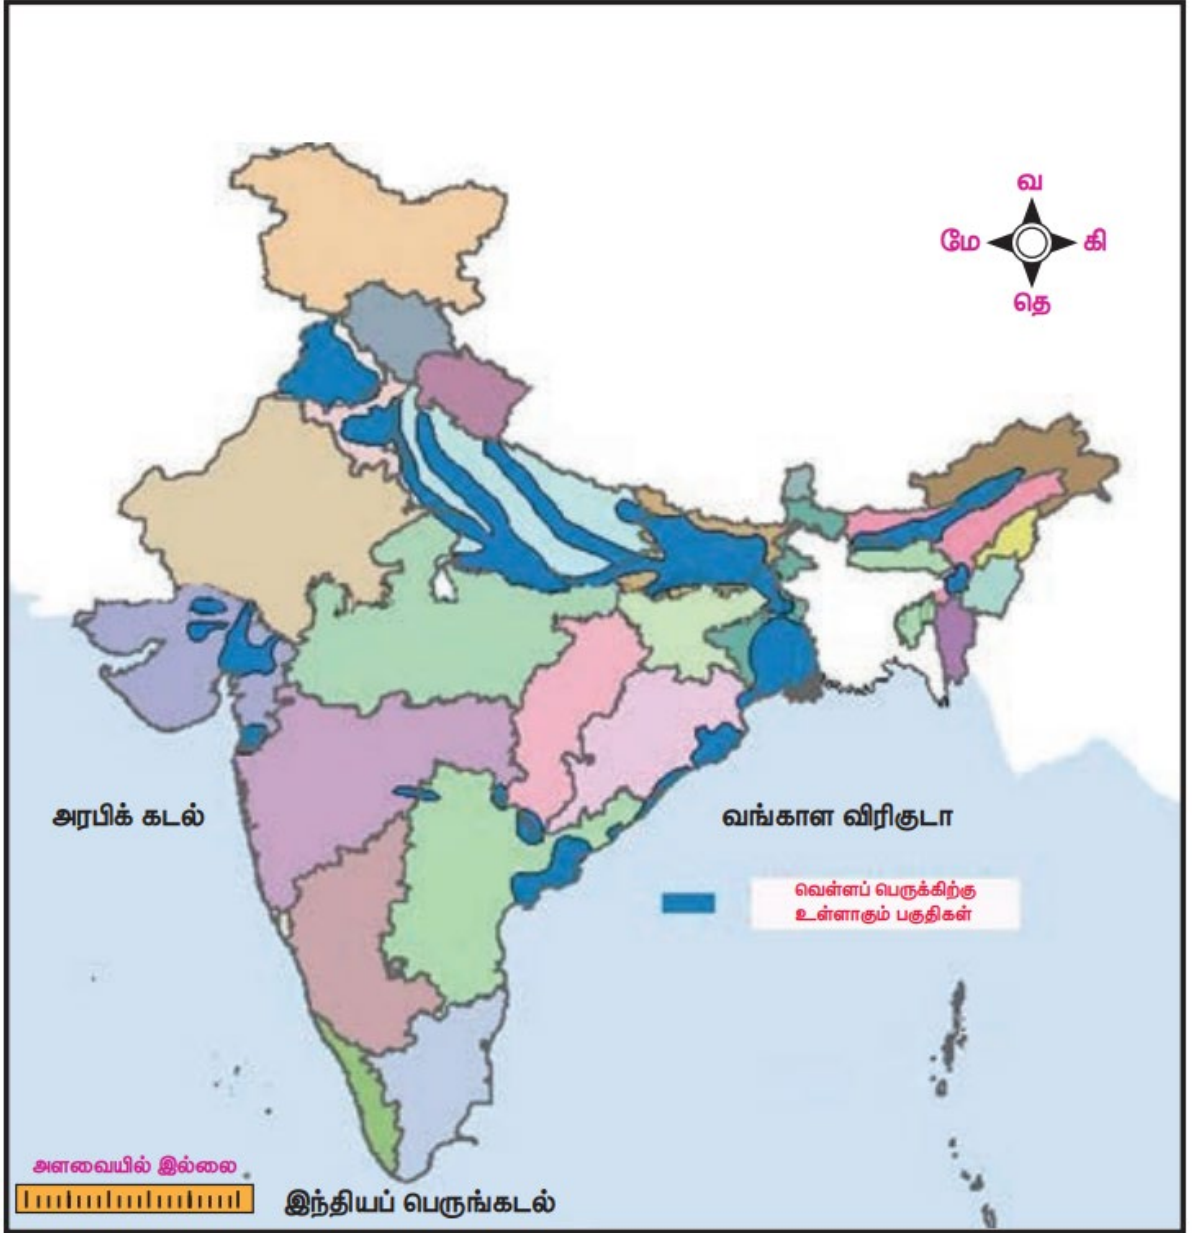 வ
மே
கி
தெ
அரபிக் கடல்
வங்காள விரிகுடா
வெள்ளப் பெருக்கிற்கு
உள்ளாகும் பகுதிகள்
அளவையில் இல்லை
இந்தியப் பெருங்கடல்